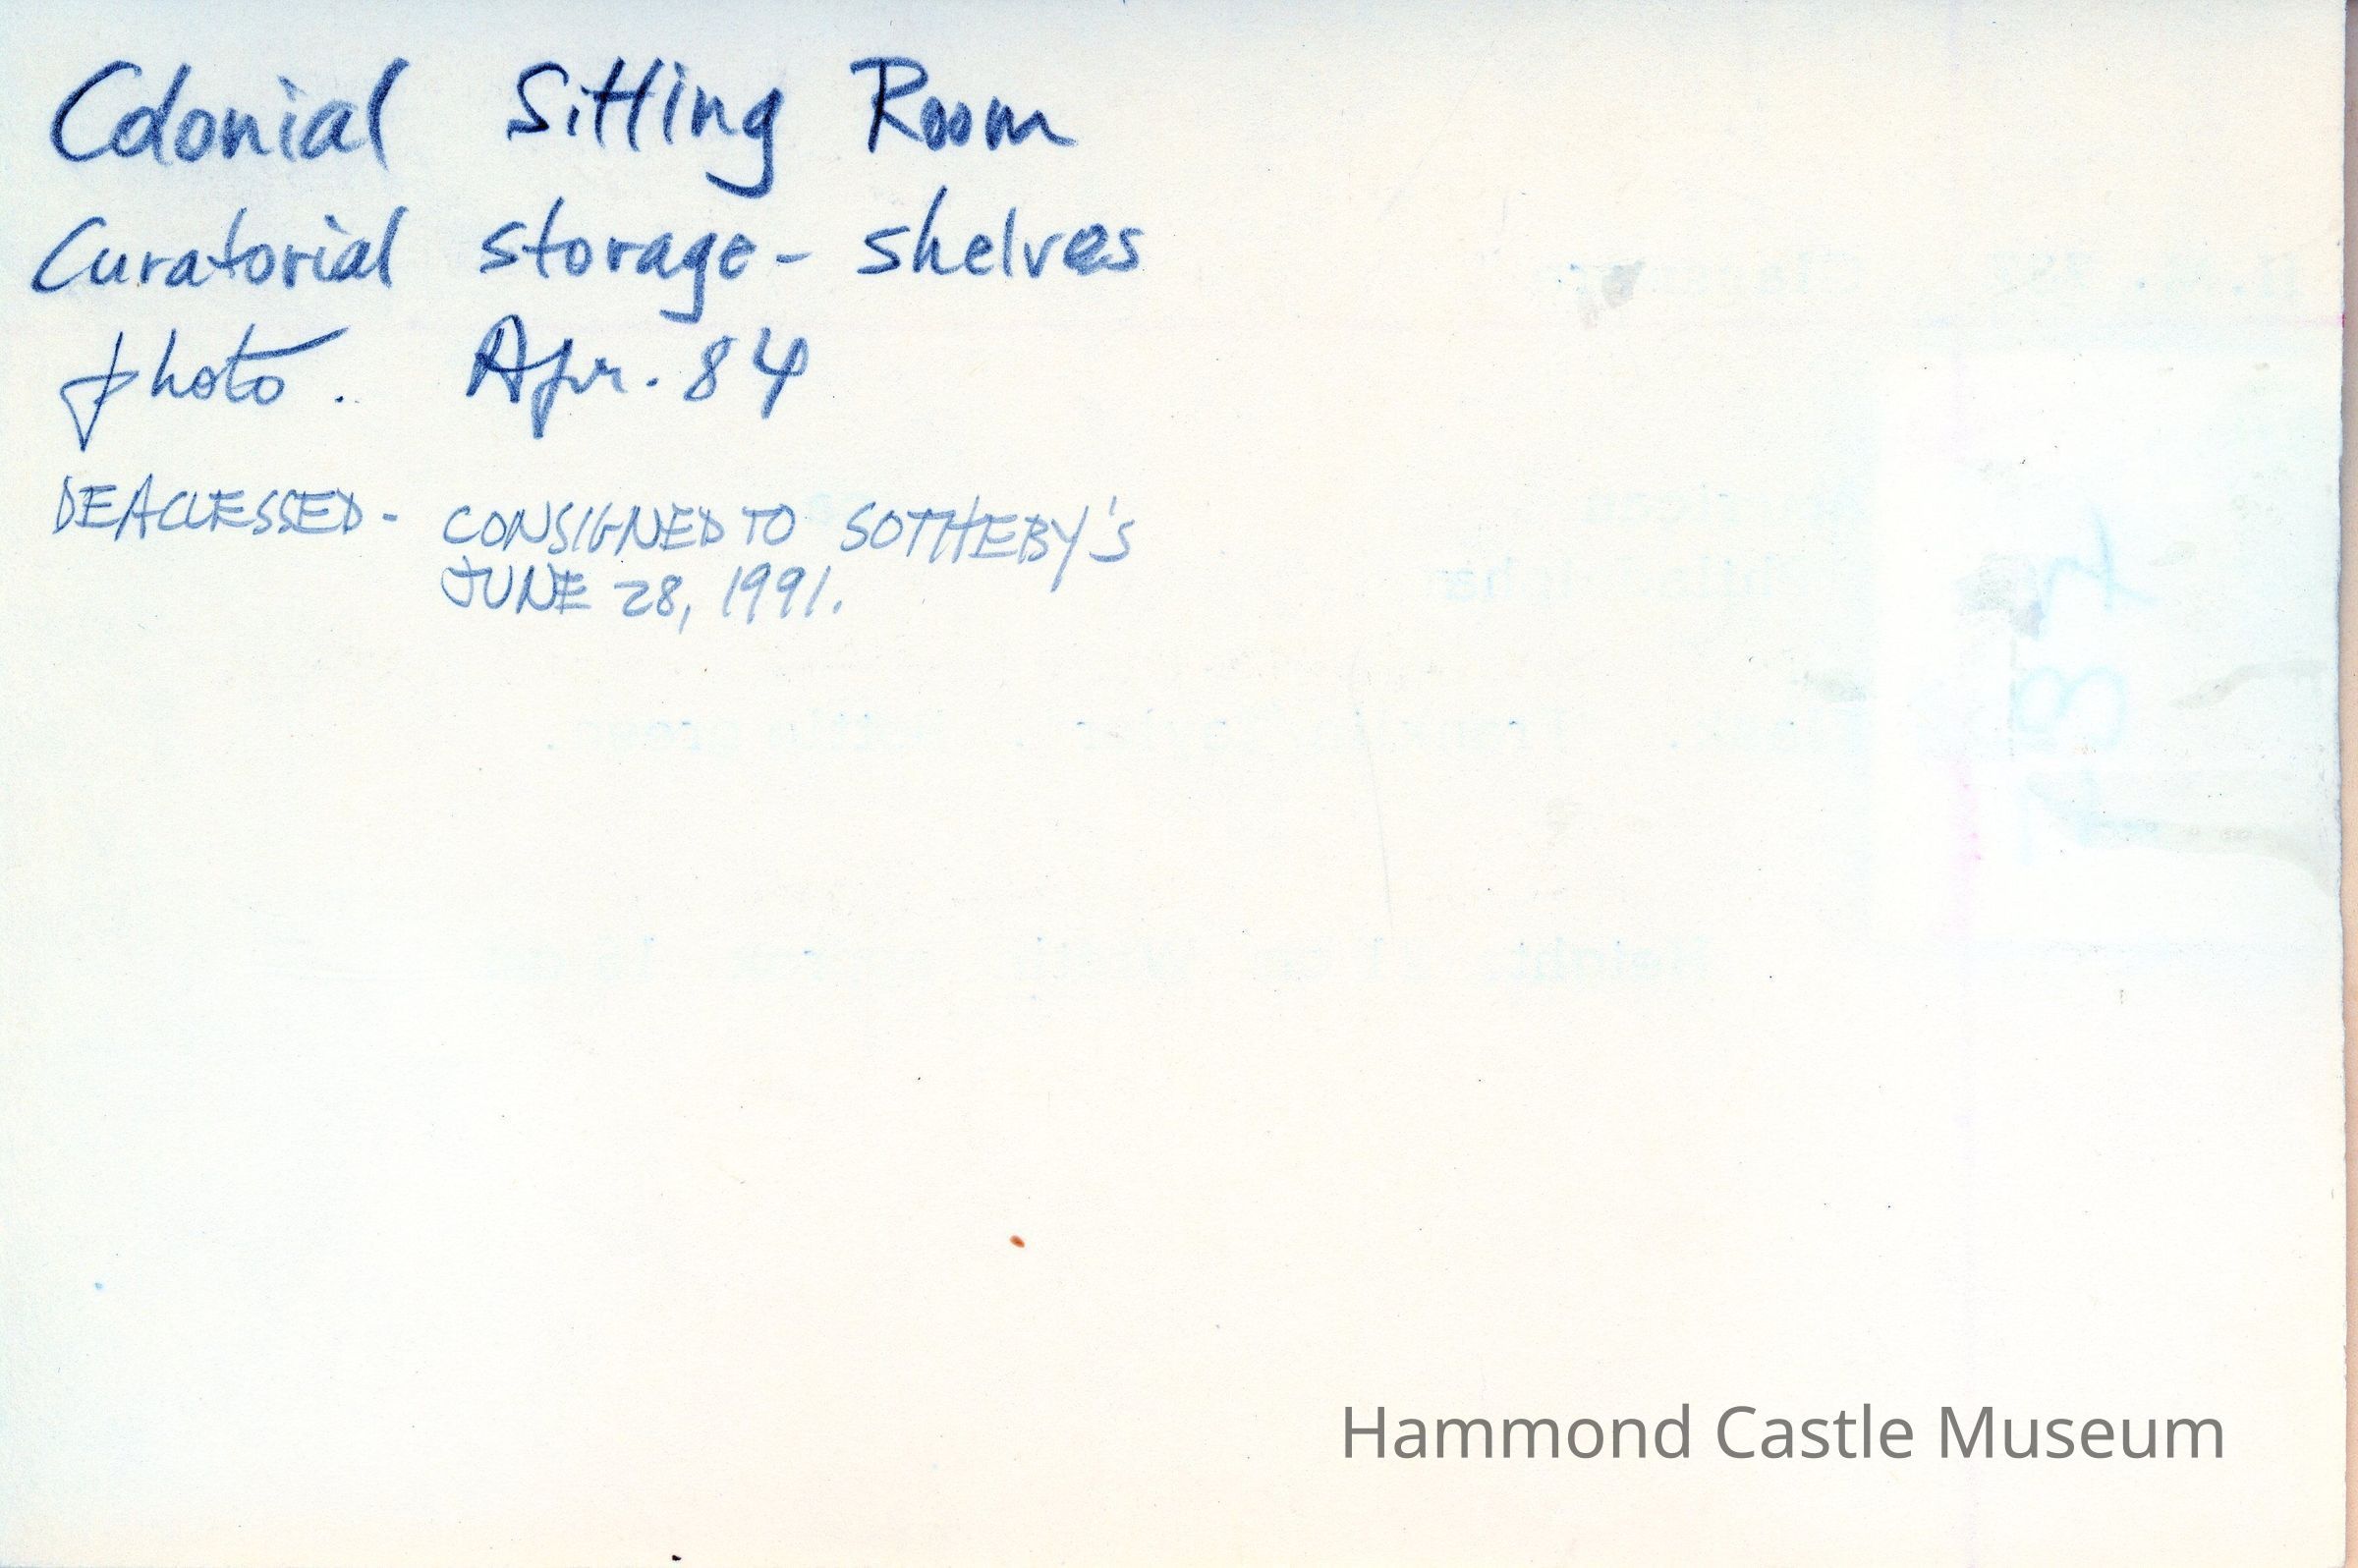 Colonial Sitting Room
Curatorial storage - shelves
photo. Apr. 84
DEACCESSED - CONSIGNED TO SOTHEBY'S
JUNE 28, 1991.
Hammond Castle Museum